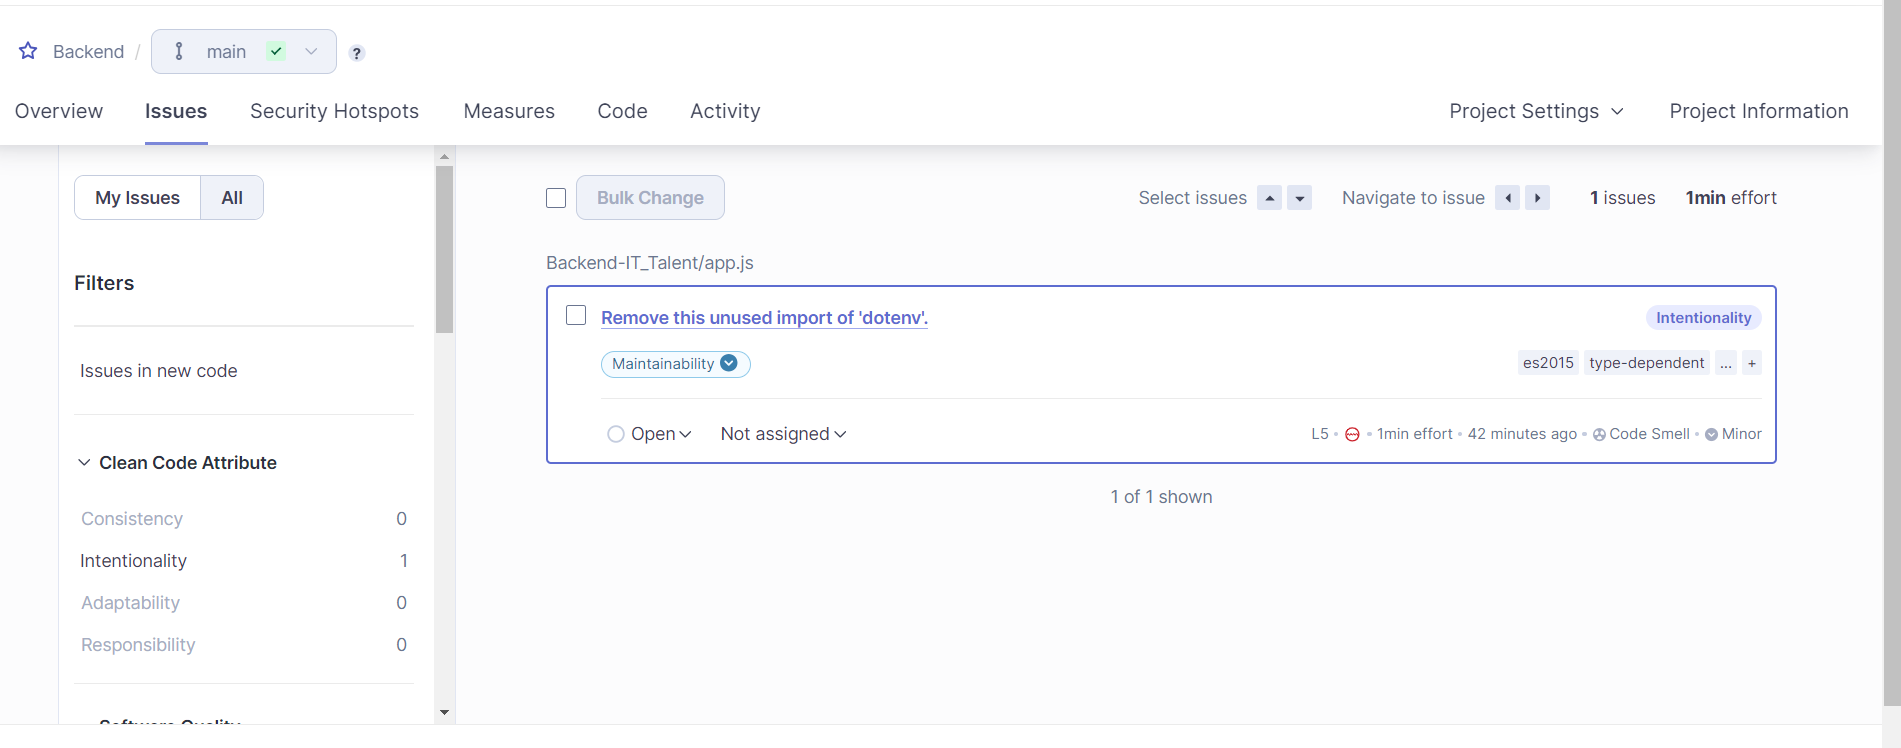 Backend / main ?
Overview Issues Security Hotspots Measures Code Activity Project Settings Project Information
My Issues All
Filters
Issues in new code
Clean Code Attribute
Consistency 0
Intentionality 1
Adaptability 0
Responsibility 0
Software Quality
Bulk Change Select issues Navigate to issue 1 issues 1min effort
Backend-IT_Talent/app.js
Remove this unused import of 'dotenv'. Intentionality
Maintainability es2015 type-dependent ... +
Open Not assigned L5 • • 1min effort • 42 minutes ago • Code Smell • Minor
1 of 1 shown